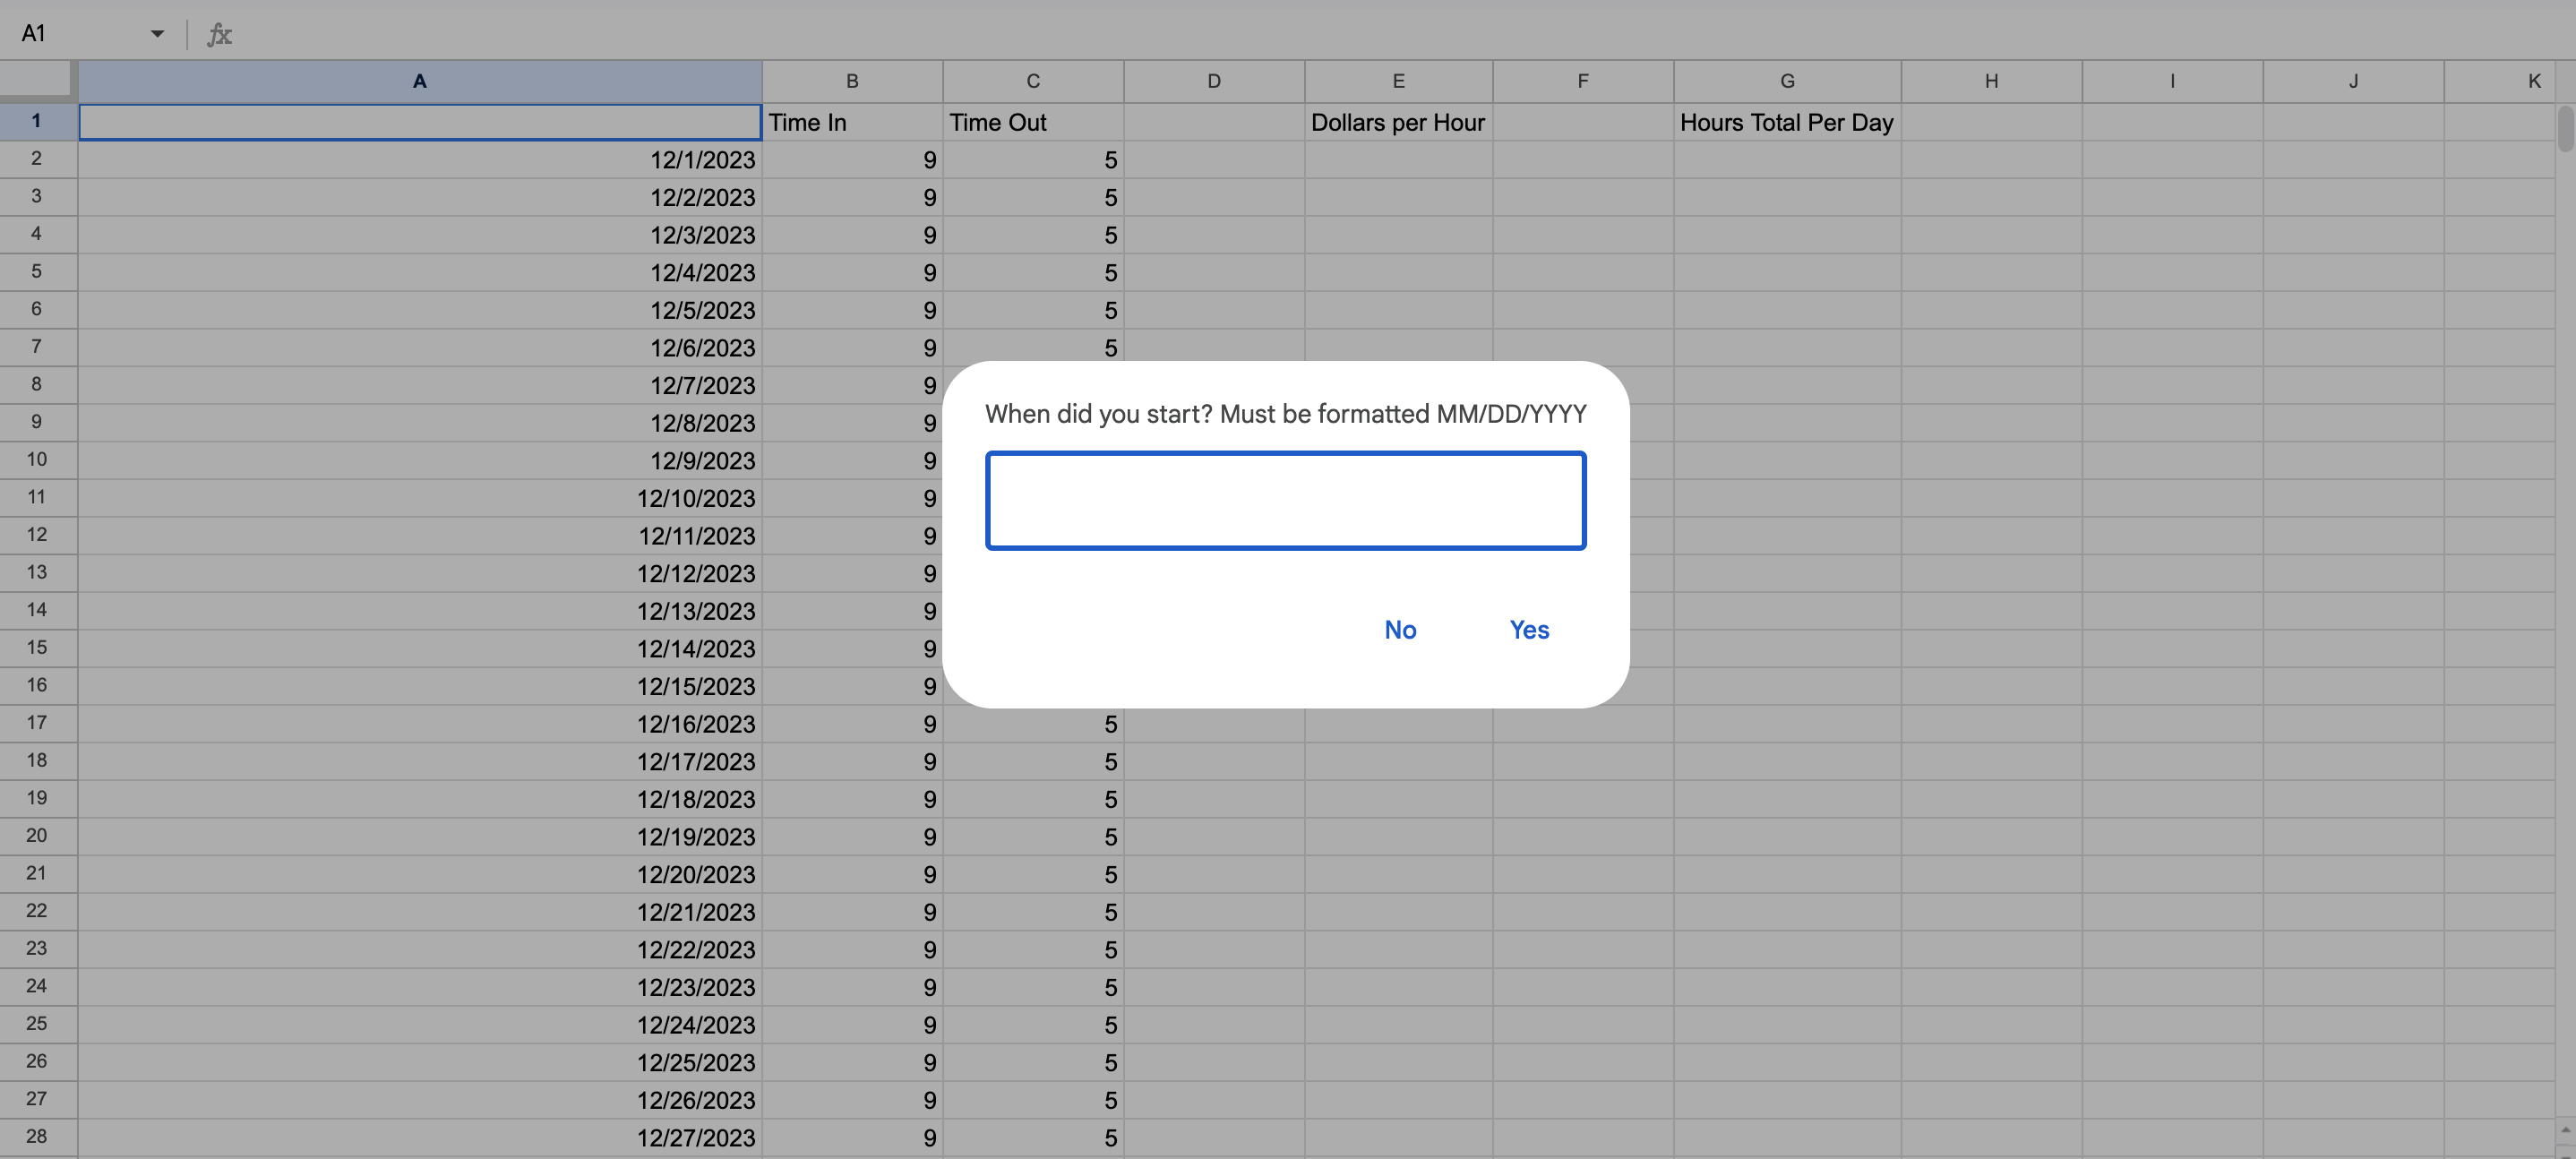 A1 fx
A B C D E F G H I J K
1 Time In Time Out Dollars per Hour Hours Total Per Day
2 12/1/2023 9 5
3 12/2/2023 9 5
4 12/3/2023 9 5
5 12/4/2023 9 5
6 12/5/2023 9 5
7 12/6/2023 9 5
8 12/7/2023 9
9 12/8/2023 9
10 12/9/2023 9
11 12/10/2023 9
12 12/11/2023 9
13 12/12/2023 9
14 12/13/2023 9
15 12/14/2023 9
16 12/15/2023 9
17 12/16/2023 9 5
18 12/17/2023 9 5
19 12/18/2023 9 5
20 12/19/2023 9 5
21 12/20/2023 9 5
22 12/21/2023 9 5
23 12/22/2023 9 5
24 12/23/2023 9 5
25 12/24/2023 9 5
26 12/25/2023 9 5
27 12/26/2023 9 5
28 12/27/2023 9 5
When did you start? Must be formatted MM/DD/YYYY
No Yes